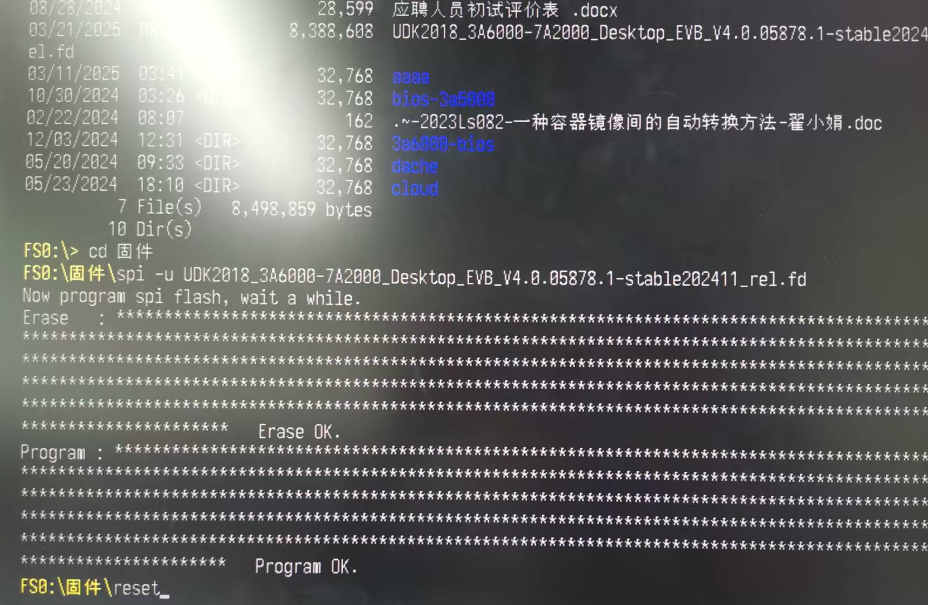 08/28/2024 28,599 应聘人员初试评价表 .docx
03/21/2025 8,388,608 UDK2018_3A6000-7A2000_Desktop_EVB_V4.0.05878.1-stable2024
el.fd
03/11/2025 03:41 32,768 aaaa
10/30/2024 03:26 32,768 bios-3a5000
02/22/2024 08:07 162 .~-2023Ls082-一种容器镜像间的自动转换方法-翟小娟.doc
12/03/2024 12:31 <DIR> 32,768 3a6000-bios
05/20/2024 09:33 <DIR> 32,768 dache
05/23/2024 18:10 <DIR> 32,768 cloud
7 File(s) 8,498,859 bytes
10 Dir(s)
FS0:\> cd 固件
FS0:\固件\spi -u UDK2018_3A6000-7A2000_Desktop_EVB_V4.0.05878.1-stable202411_rel.fd
Now program spi flash, wait a while.
Erase : ********************************************************************************
****************************************************************************************
****************************************************************************************
****************************************************************************************
****************************************************************************************
********************** Erase OK.
Program : ********************************************************************************
****************************************************************************************
****************************************************************************************
****************************************************************************************
****************************************************************************************
********************** Program OK.
FS0:\固件\reset_